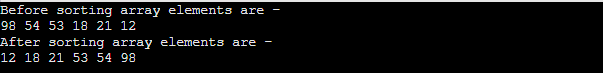 Before sorting array elements are -
98 54 53 18 21 12
After sorting array elements are -
12 18 21 53 54 98